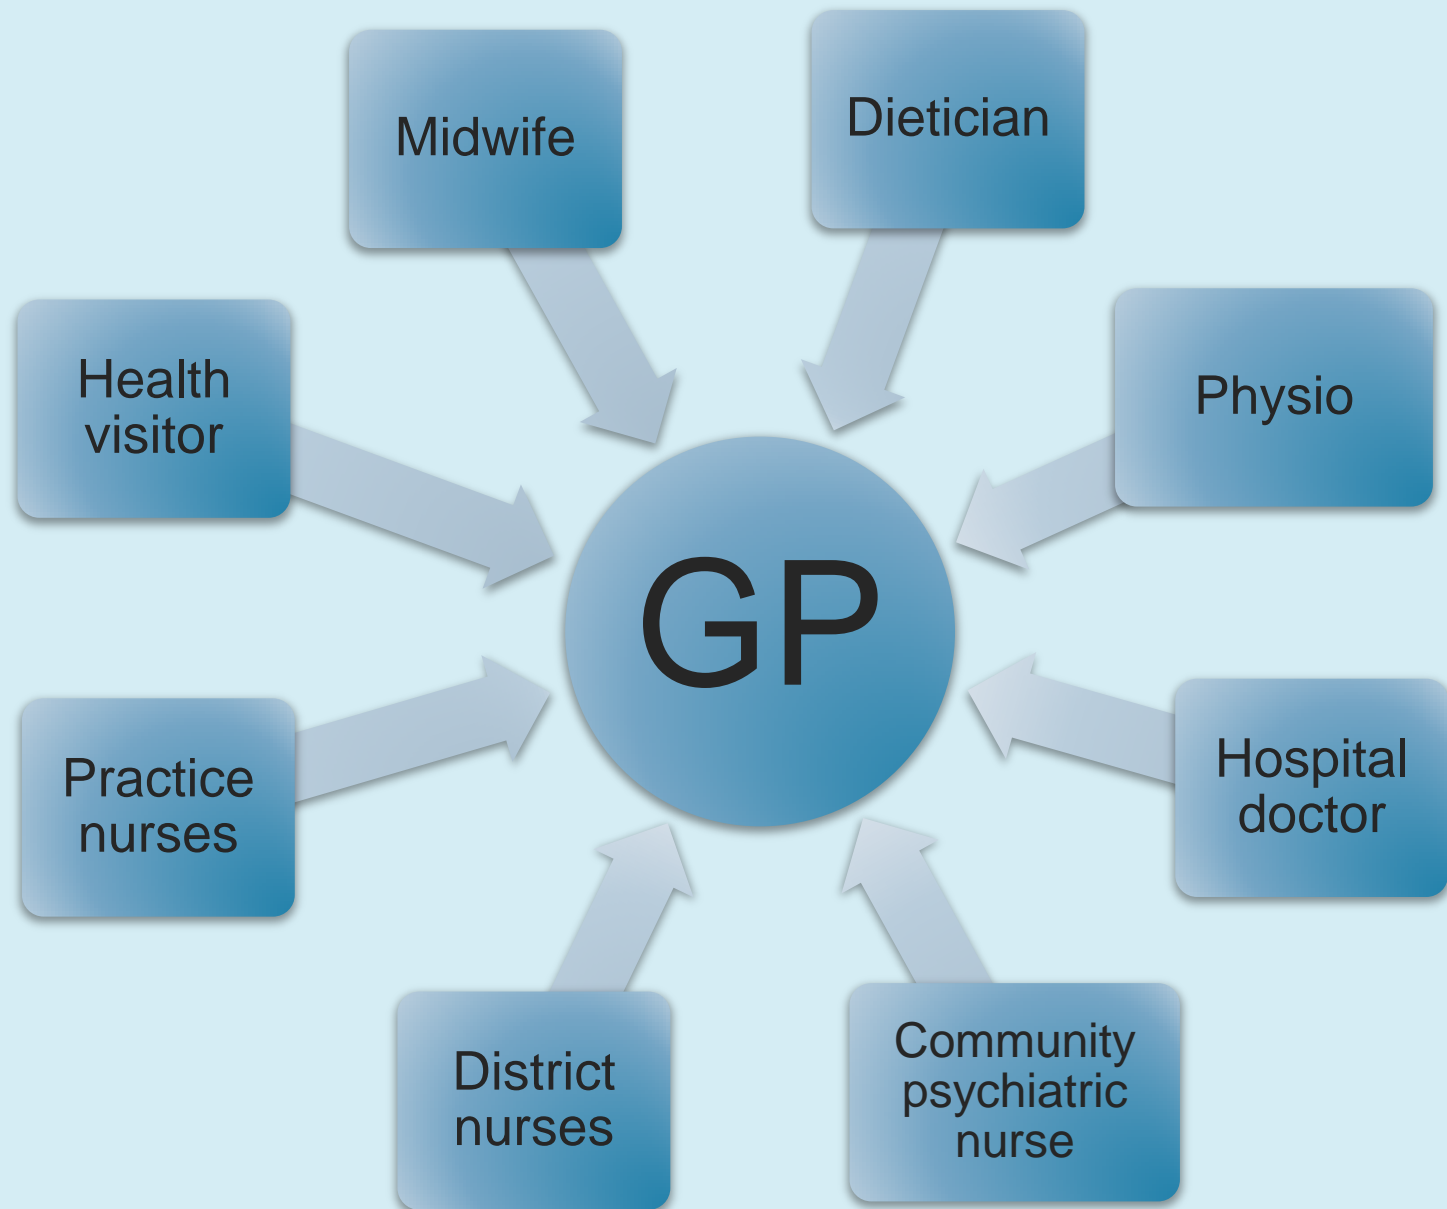 Midwife
Dietician
Health
visitor
Physio
GP
Practice
nurses
Hospital
doctor
District
nurses
Community
psychiatric
nurse